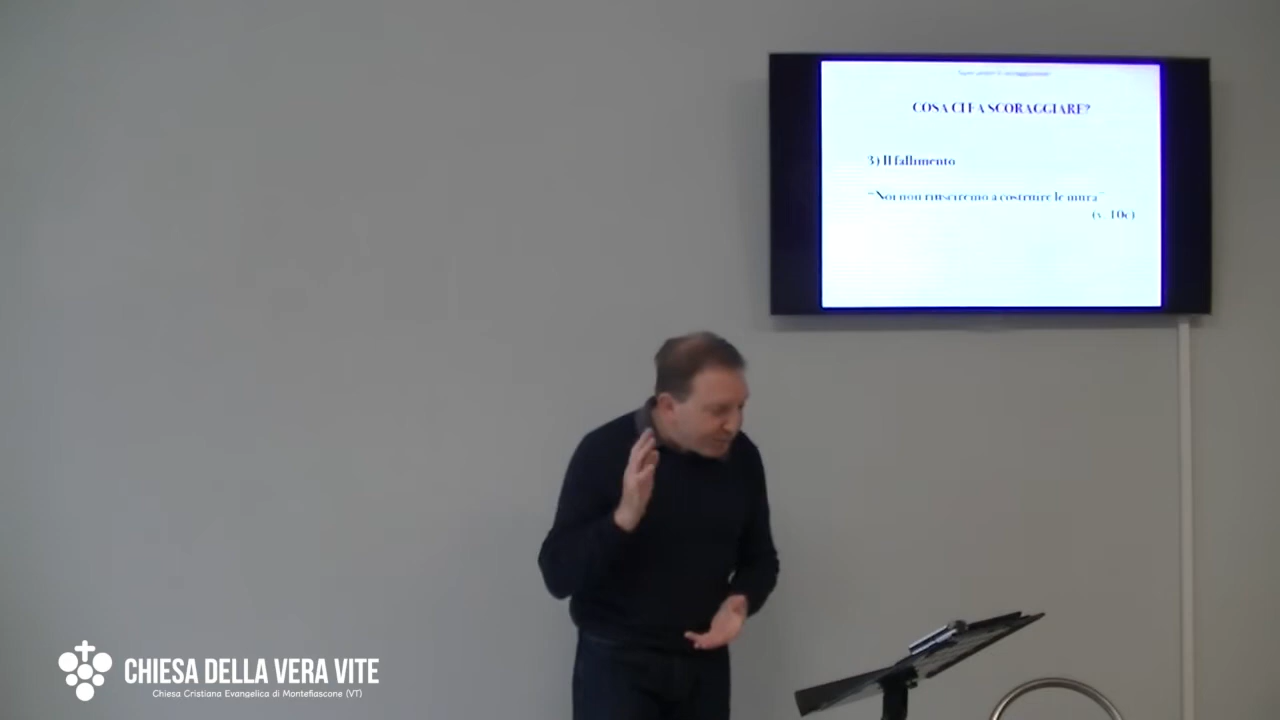 COSA CI FA SCORAGGIARE?
3) Il fallimento
“Noi non riusciremo a costruire le mura”
(v. 10c)
CHIESA DELLA VERA VITE
Chiesa Cristiana Evangelica di Montefiascone (VT)